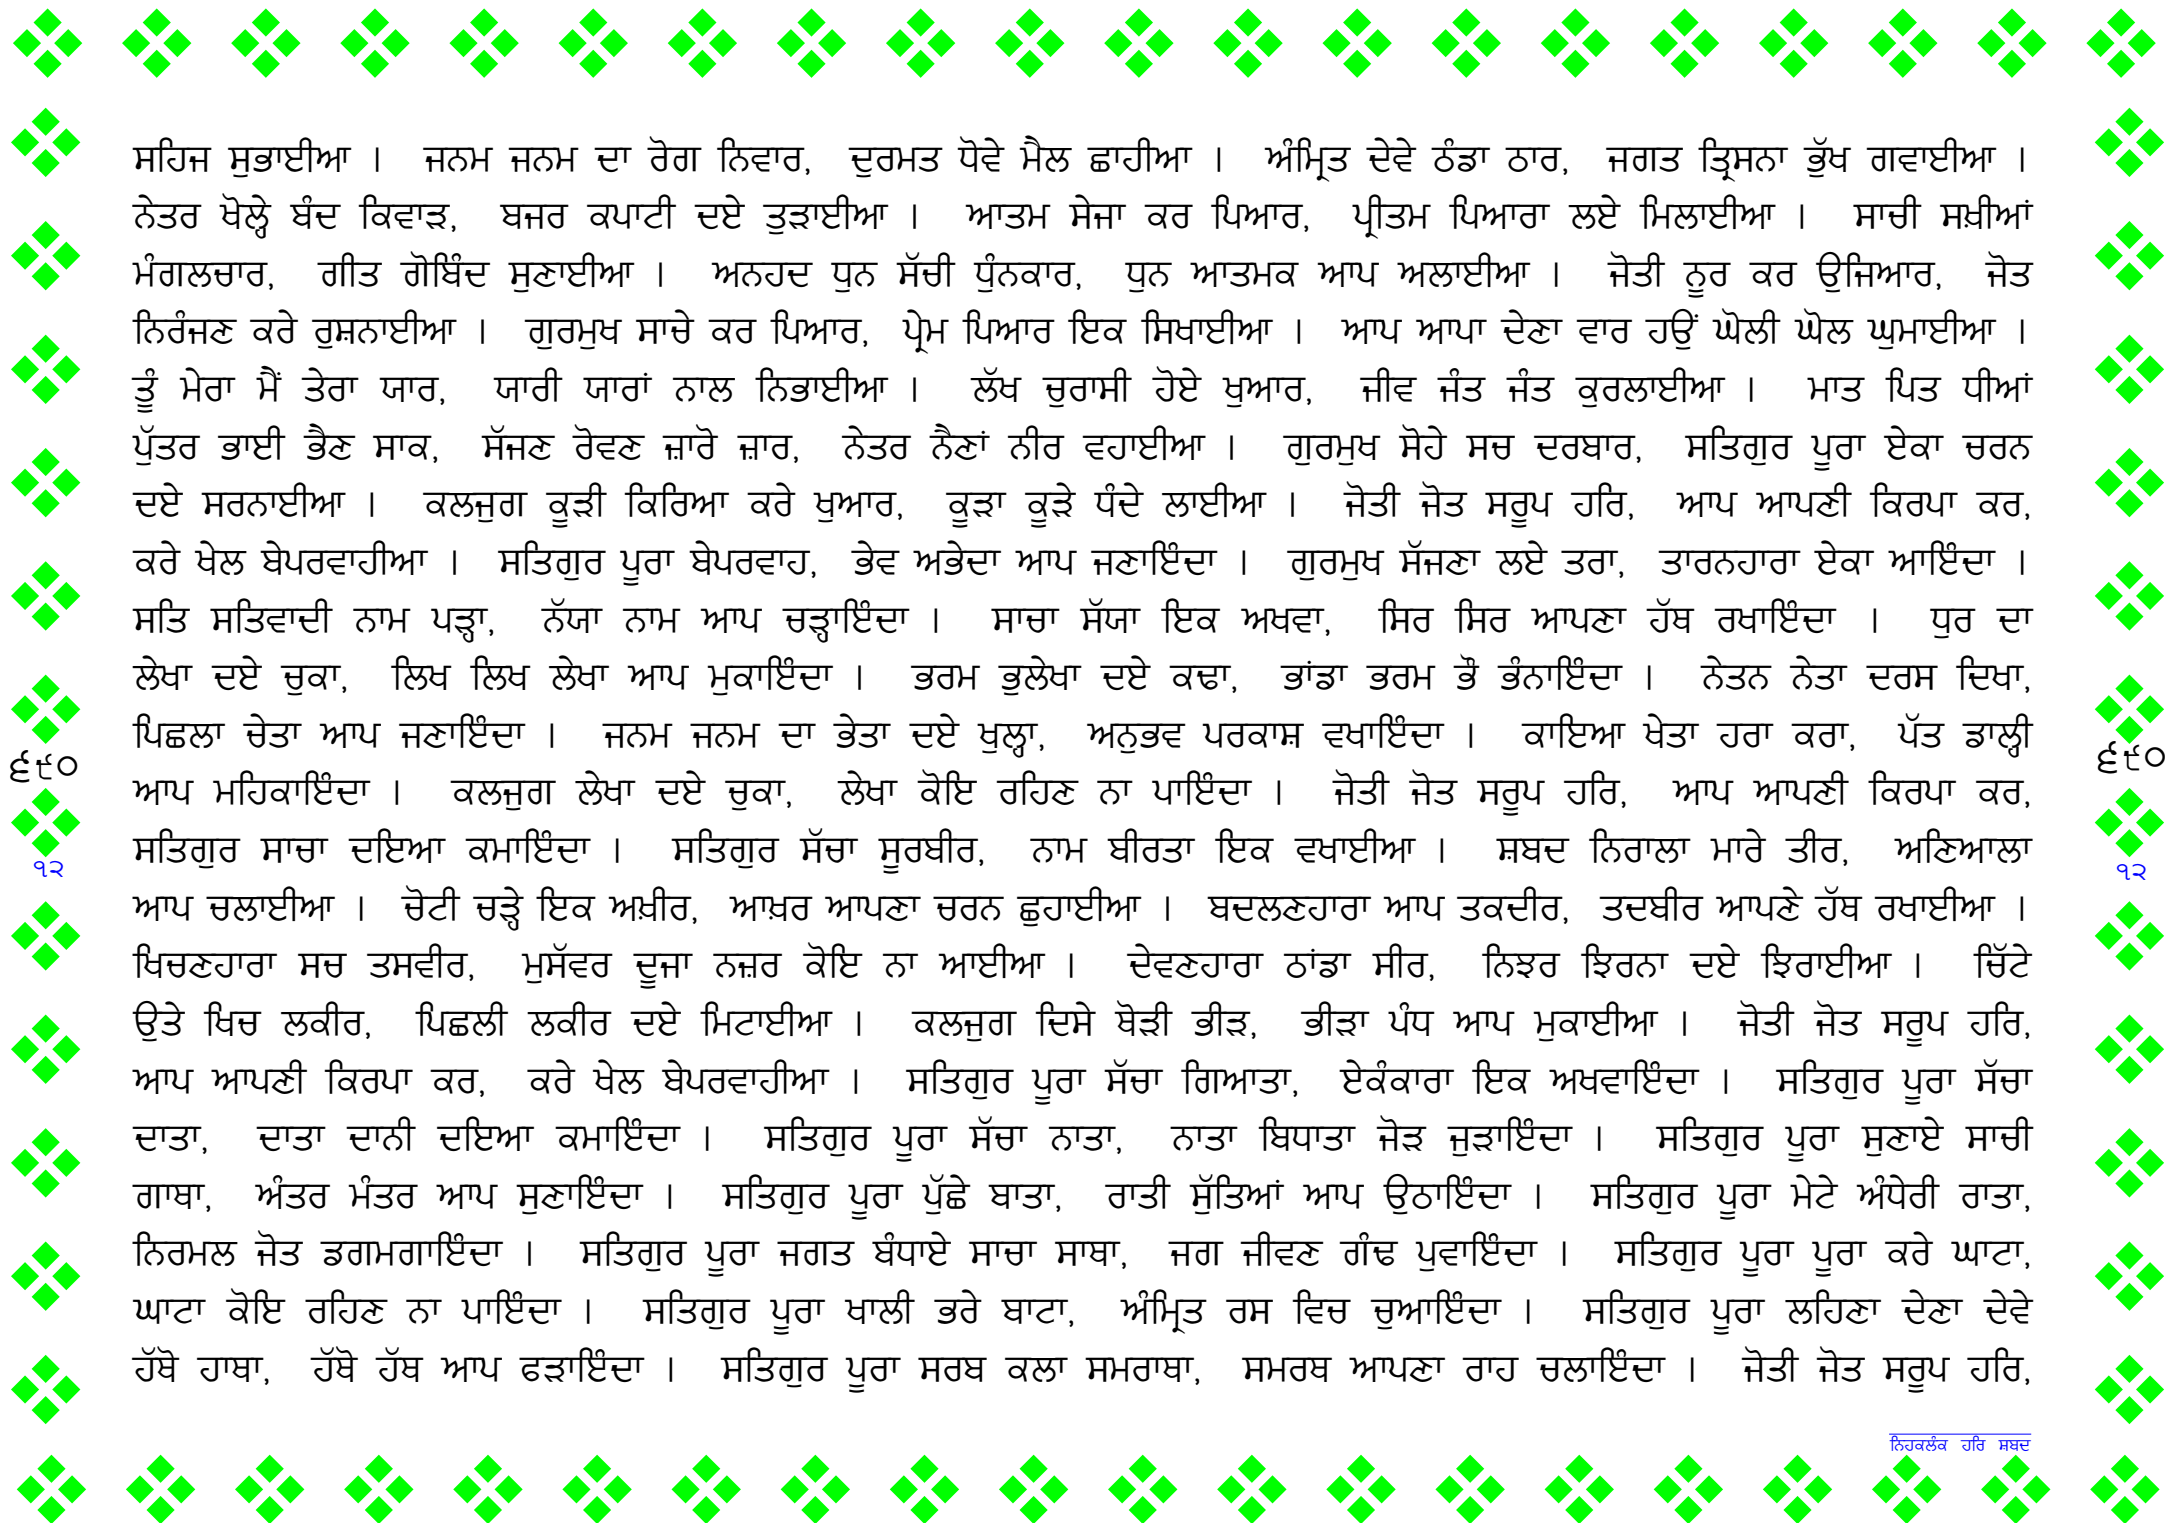 ਸਹਿਜ ਸੁਭਾਈਆ । ਜਨਮ ਜਨਮ ਦਾ ਰੋਗ ਨਿਵਾਰ, ਦੁਰਮਤ ਧੋਵੇ ਮੈਲ ਛਾਹੀਆ । ਅੰਮ੍ਰਿਤ ਦੇਵੇ ਠੰਡਾ ਠਾਰ, ਜਗਤ ਤ੍ਰਿਸਨਾ ਭੁੱਖ ਗਵਾਈਆ ।
ਨੇਤਰ ਖੋਲ੍ਹੇ ਬੰਦ ਕਿਵਾੜ, ਬਜਰ ਕਪਾਟੀ ਦਏ ਤੁੜਾਈਆ । ਆਤਮ ਸੇਜਾ ਕਰ ਪਿਆਰ, ਪ੍ਰੀਤਮ ਪਿਆਰਾ ਲਏ ਮਿਲਾਈਆ । ਸਾਚੀ ਸਖ਼ੀਆਂ
ਮੰਗਲਚਾਰ, ਗੀਤ ਗੋਬਿੰਦ ਸੁਣਾਈਆ । ਅਨਹਦ ਧੁਨ ਸੱਚੀ ਧੁੰਨਕਾਰ, ਧੁਨ ਆਤਮਕ ਆਪ ਅਲਾਈਆ । ਜੋਤੀ ਨੂਰ ਕਰ ਉਜਿਆਰ, ਜੋਤ
ਨਿਰੰਜਣ ਕਰੇ ਰੁਸ਼ਨਾਈਆ । ਗੁਰਮੁਖ ਸਾਚੇ ਕਰ ਪਿਆਰ, ਪ੍ਰੇਮ ਪਿਆਰ ਇਕ ਸਿਖਾਈਆ । ਆਪ ਆਪਾ ਦੇਣਾ ਵਾਰ ਹਉਂ ਘੋਲੀ ਘੋਲ ਘੁਮਾਈਆ ।
ਤੂੰ ਮੇਰਾ ਮੈਂ ਤੇਰਾ ਯਾਰ, ਯਾਰੀ ਯਾਰਾਂ ਨਾਲ ਨਿਭਾਈਆ । ਲੱਖ ਚੁਰਾਸੀ ਹੋਏ ਖੁਆਰ, ਜੀਵ ਜੰਤ ਜੰਤ ਕੁਰਲਾਈਆ । ਮਾਤ ਪਿਤ ਧੀਆਂ
ਪੁੱਤਰ ਭਾਈ ਭੈਣ ਸਾਕ, ਸੱਜਣ ਰੋਵਣ ਜ਼ਾਰੋ ਜ਼ਾਰ, ਨੇਤਰ ਨੈਣਾਂ ਨੀਰ ਵਹਾਈਆ । ਗੁਰਮੁਖ ਸੋਹੇ ਸਚ ਦਰਬਾਰ, ਸਤਿਗੁਰ ਪੂਰਾ ਏਕਾ ਚਰਨ
ਦਏ ਸਰਨਾਈਆ । ਕਲਜੁਗ ਕੂੜੀ ਕਿਰਿਆ ਕਰੇ ਖੁਆਰ, ਕੂੜਾ ਕੂੜੇ ਧੰਦੇ ਲਾਈਆ । ਜੋਤੀ ਜੋਤ ਸਰੂਪ ਹਰਿ, ਆਪ ਆਪਣੀ ਕਿਰਪਾ ਕਰ,
ਕਰੇ ਖੇਲ ਬੇਪਰਵਾਹੀਆ । ਸਤਿਗੁਰ ਪੂਰਾ ਬੇਪਰਵਾਹ, ਭੇਵ ਅਭੇਦਾ ਆਪ ਜਣਾਇੰਦਾ । ਗੁਰਮੁਖ ਸੱਜਣਾ ਲਏ ਤਰਾ, ਤਾਰਨਹਾਰਾ ਏਕਾ ਆਇੰਦਾ ।
ਸਤਿ ਸਤਿਵਾਦੀ ਨਾਮ ਪੜ੍ਹਾ, ਨੱਯਾ ਨਾਮ ਆਪ ਚੜ੍ਹਾਇੰਦਾ । ਸਾਚਾ ਸੱਯਾ ਇਕ ਅਖਵਾ, ਸਿਰ ਸਿਰ ਆਪਣਾ ਹੱਥ ਰਖਾਇੰਦਾ । ਧੁਰ ਦਾ
ਲੇਖਾ ਦਏ ਚੁਕਾ, ਲਿਖ ਲਿਖ ਲੇਖਾ ਆਪ ਮੁਕਾਇੰਦਾ । ਭਰਮ ਭੁਲੇਖਾ ਦਏ ਕਢਾ, ਭਾਂਡਾ ਭਰਮ ਭੌ ਭੰਨਾਇੰਦਾ । ਨੇਤਨ ਨੇਤਾ ਦਰਸ ਦਿਖਾ,
ਪਿਛਲਾ ਚੇਤਾ ਆਪ ਜਣਾਇੰਦਾ । ਜਨਮ ਜਨਮ ਦਾ ਭੇਤਾ ਦਏ ਖੁਲ੍ਹਾ, ਅਨੁਭਵ ਪਰਕਾਸ਼ ਵਖਾਇੰਦਾ । ਕਾਇਆ ਖੇਤਾ ਹਰਾ ਕਰਾ, ਪੱਤ ਡਾਲ੍ਹੀ
੬੯੦ ੬੯੦
ਆਪ ਮਹਿਕਾਇੰਦਾ । ਕਲਜੁਗ ਲੇਖਾ ਦਏ ਚੁਕਾ, ਲੇਖਾ ਕੋਇ ਰਹਿਣ ਨਾ ਪਾਇੰਦਾ । ਜੋਤੀ ਜੋਤ ਸਰੂਪ ਹਰਿ, ਆਪ ਆਪਣੀ ਕਿਰਪਾ ਕਰ,
ਸਤਿਗੁਰ ਸਾਚਾ ਦਇਆ ਕਮਾਇੰਦਾ । ਸਤਿਗੁਰ ਸੱਚਾ ਸੂਰਬੀਰ, ਨਾਮ ਬੀਰਤਾ ਇਕ ਵਖਾਈਆ । ਸ਼ਬਦ ਨਿਰਾਲਾ ਮਾਰੇ ਤੀਰ, ਅਣਿਆਲਾ
੧੨ ੧੨
ਆਪ ਚਲਾਈਆ । ਚੋਟੀ ਚੜ੍ਹੇ ਇਕ ਅਖ਼ੀਰ, ਆਖ਼ਰ ਆਪਣਾ ਚਰਨ ਛੁਹਾਈਆ । ਬਦਲਣਹਾਰਾ ਆਪ ਤਕਦੀਰ, ਤਦਬੀਰ ਆਪਣੇ ਹੱਥ ਰਖਾਈਆ ।
ਖਿਚਣਹਾਰਾ ਸਚ ਤਸਵੀਰ, ਮੁਸੱਵਰ ਦੂਜਾ ਨਜ਼ਰ ਕੋਇ ਨਾ ਆਈਆ । ਦੇਵਣਹਾਰਾ ਠਾਂਡਾ ਸੀਰ, ਨਿਝਰ ਝਿਰਨਾ ਦਏ ਝਿਰਾਈਆ । ਚਿੱਟੇ
ਉਤੇ ਖਿਚ ਲਕੀਰ, ਪਿਛਲੀ ਲਕੀਰ ਦਏ ਮਿਟਾਈਆ । ਕਲਜੁਗ ਦਿਸੇ ਥੋੜੀ ਭੀੜ, ਭੀੜਾ ਪੰਧ ਆਪ ਮੁਕਾਈਆ । ਜੋਤੀ ਜੋਤ ਸਰੂਪ ਹਰਿ,
ਆਪ ਆਪਣੀ ਕਿਰਪਾ ਕਰ, ਕਰੇ ਖੇਲ ਬੇਪਰਵਾਹੀਆ । ਸਤਿਗੁਰ ਪੂਰਾ ਸੱਚਾ ਗਿਆਤਾ, ਏਕੰਕਾਰਾ ਇਕ ਅਖਵਾਇੰਦਾ । ਸਤਿਗੁਰ ਪੂਰਾ ਸੱਚਾ
ਦਾਤਾ, ਦਾਤਾ ਦਾਨੀ ਦਇਆ ਕਮਾਇੰਦਾ । ਸਤਿਗੁਰ ਪੂਰਾ ਸੱਚਾ ਨਾਤਾ, ਨਾਤਾ ਬਿਧਾਤਾ ਜੋੜ ਜੁੜਾਇੰਦਾ । ਸਤਿਗੁਰ ਪੂਰਾ ਸੁਣਾਏ ਸਾਚੀ
ਗਾਥਾ, ਅੰਤਰ ਮੰਤਰ ਆਪ ਸੁਣਾਇੰਦਾ । ਸਤਿਗੁਰ ਪੂਰਾ ਪੁੱਛੇ ਬਾਤਾ, ਰਾਤੀ ਸੁੱਤਿਆਂ ਆਪ ਉਠਾਇੰਦਾ । ਸਤਿਗੁਰ ਪੂਰਾ ਮੇਟੇ ਅੰਧੇਰੀ ਰਾਤਾ,
ਨਿਰਮਲ ਜੋਤ ਡਗਮਗਾਇੰਦਾ । ਸਤਿਗੁਰ ਪੂਰਾ ਜਗਤ ਬੰਧਾਏ ਸਾਚਾ ਸਾਥਾ, ਜਗ ਜੀਵਣ ਗੰਢ ਪੁਵਾਇੰਦਾ । ਸਤਿਗੁਰ ਪੂਰਾ ਪੂਰਾ ਕਰੇ ਘਾਟਾ,
ਘਾਟਾ ਕੋਇ ਰਹਿਣ ਨਾ ਪਾਇੰਦਾ । ਸਤਿਗੁਰ ਪੂਰਾ ਖਾਲੀ ਭਰੇ ਬਾਟਾ, ਅੰਮ੍ਰਿਤ ਰਸ ਵਿਚ ਚੁਆਇੰਦਾ । ਸਤਿਗੁਰ ਪੂਰਾ ਲਹਿਣਾ ਦੇਣਾ ਦੇਵੇ
ਹੱਥੋ ਹਾਥਾ, ਹੱਥੋ ਹੱਥ ਆਪ ਫੜਾਇੰਦਾ । ਸਤਿਗੁਰ ਪੂਰਾ ਸਰਬ ਕਲਾ ਸਮਰਾਥਾ, ਸਮਰਥ ਆਪਣਾ ਰਾਹ ਚਲਾਇੰਦਾ । ਜੋਤੀ ਜੋਤ ਸਰੂਪ ਹਰਿ,
ਨਿਹਕਲੰਕ ਹਰਿ ਸ਼ਬਦ